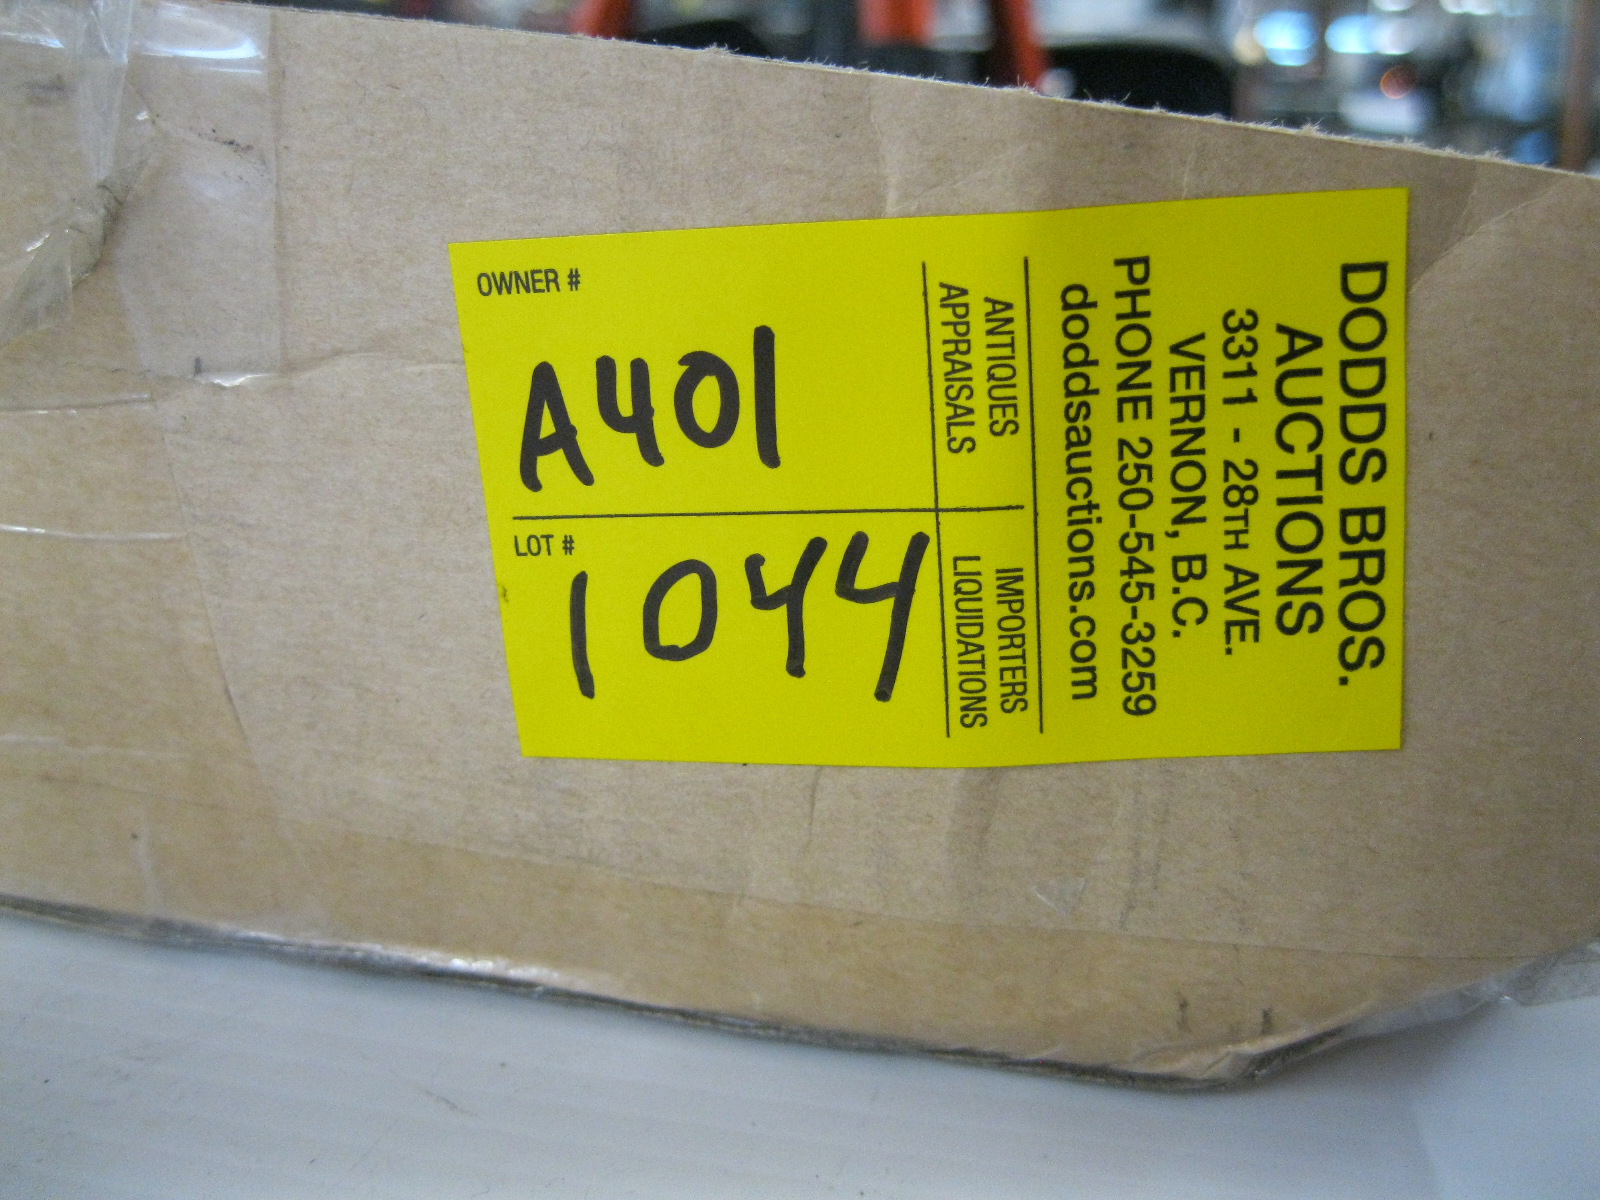 DODDS BROS.
AUCTIONS
3311 - 28TH AVE.
VERNON, B.C.
PHONE 250-545-3259
doddsauctions.com
ANTIQUES
APPRAISALS
IMPORTERS
LIQUIDATIONS
OWNER #
A401
LOT #
1044